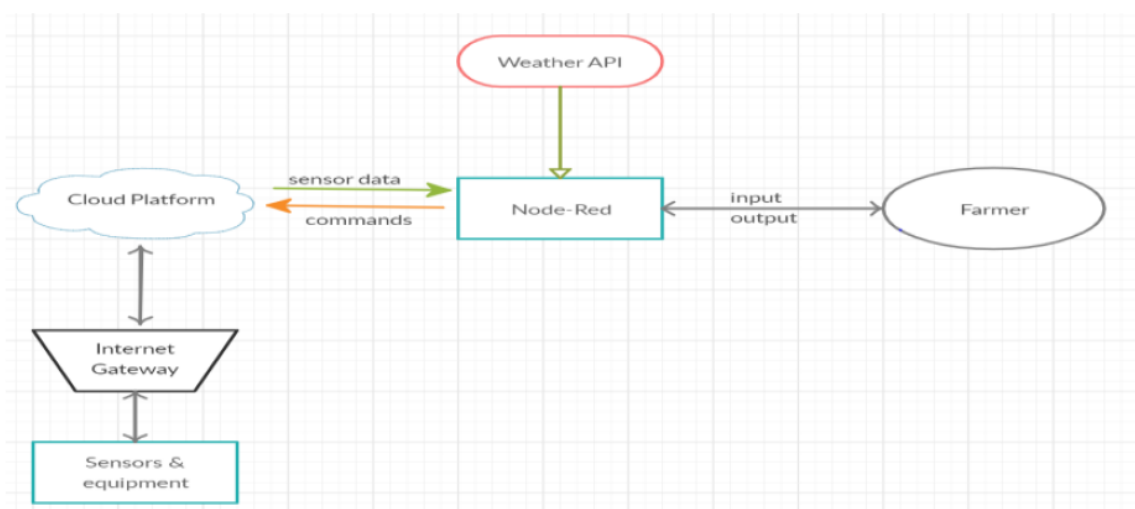 Weather API
Cloud Platform
sensor data
commands
Node-Red
input
output
Farmer
Internet
Gateway
Sensors &
equipment